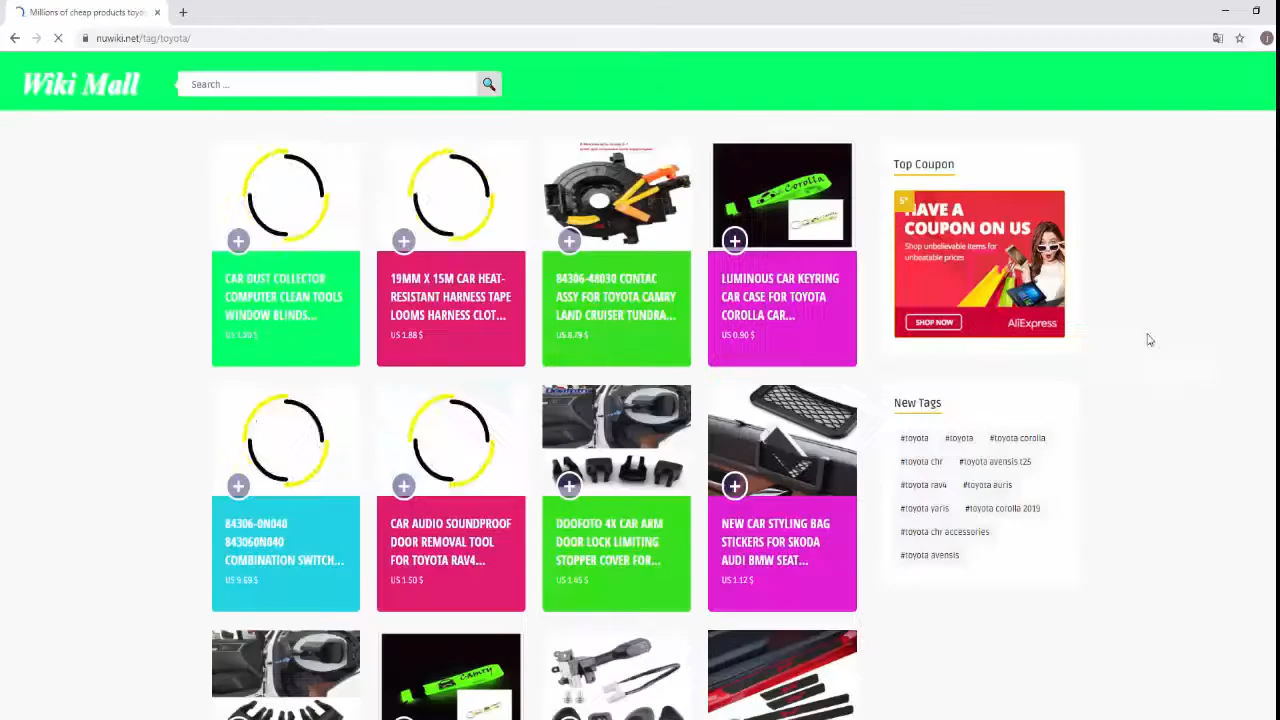 Millions of cheap products toyo
nuwiki.net/tag/toyota/
Wiki Mall
Search ...
CAR DUST COLLECTOR
COMPUTER CLEAN TOOLS
WINDOW BLINDS...
19MM X 15M CAR HEAT-
RESISTANT HARNESS TAPE
LOOMS HARNESS CLOT...
US 1.88 $
84306-48030 CONTAC
ASSY FOR TOYOTA CAMRY
LAND CRUISER TUNDRA...
US 8.79 $
Corolla
LUMINOUS CAR KEYRING
CAR CASE FOR TOYOTA
COROLLA CAR...
US 0.90 $
Top Coupon
5*
HAVE A
COUPON ON US
Shop unbelievable items for
unbeatable prices
SHOP NOW
AliExpress
84306-0N040
843060N040
COMBINATION SWITCH...
US 9.69 $
CAR AUDIO SOUNDPROOF
DOOR REMOVAL TOOL
FOR TOYOTA RAV4...
US 1.50 $
DOOFOTO 4X CAR ARM
DOOR LOCK LIMITING
STOPPER COVER FOR...
US 1.45 $
NEW CAR STYLING BAG
STICKERS FOR SKODA
AUDI BMW SEAT...
US 1.12 $
New Tags
#toyota #toyota #toyota corolla
#toyota chr #toyota avensis t25
#toyota rav4 #toyota auris
#toyota yaris #toyota corolla 2019
#toyota chr accessories
#toyota avensis
Camry